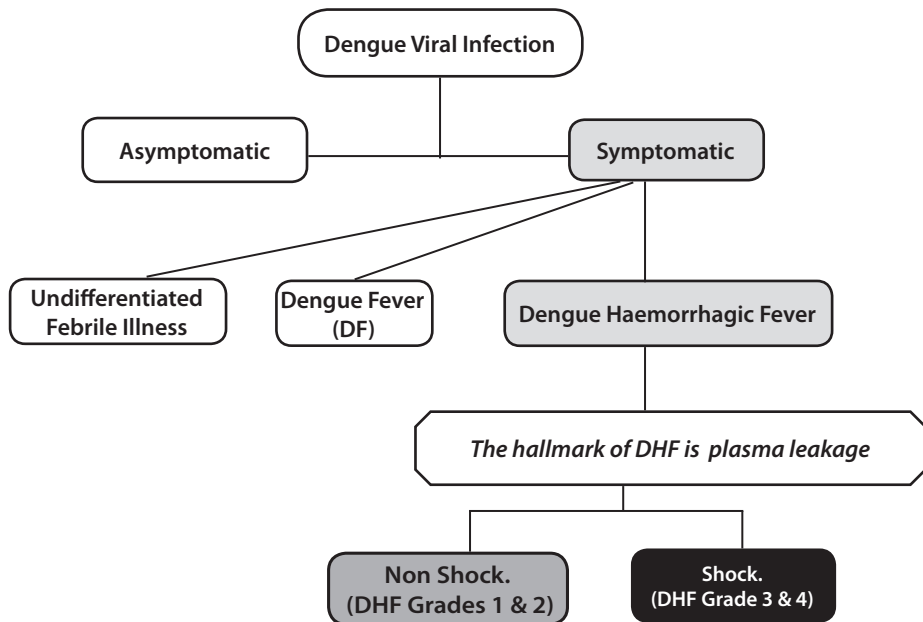 Dengue Viral Infection
Asymptomatic
Symptomatic
Undifferentiated
Febrile Illness
Dengue Fever
(DF)
Dengue Haemorrhagic Fever
The hallmark of DHF is plasma leakage
Non Shock.
(DHF Grades 1 & 2)
Shock.
(DHF Grade 3 & 4)